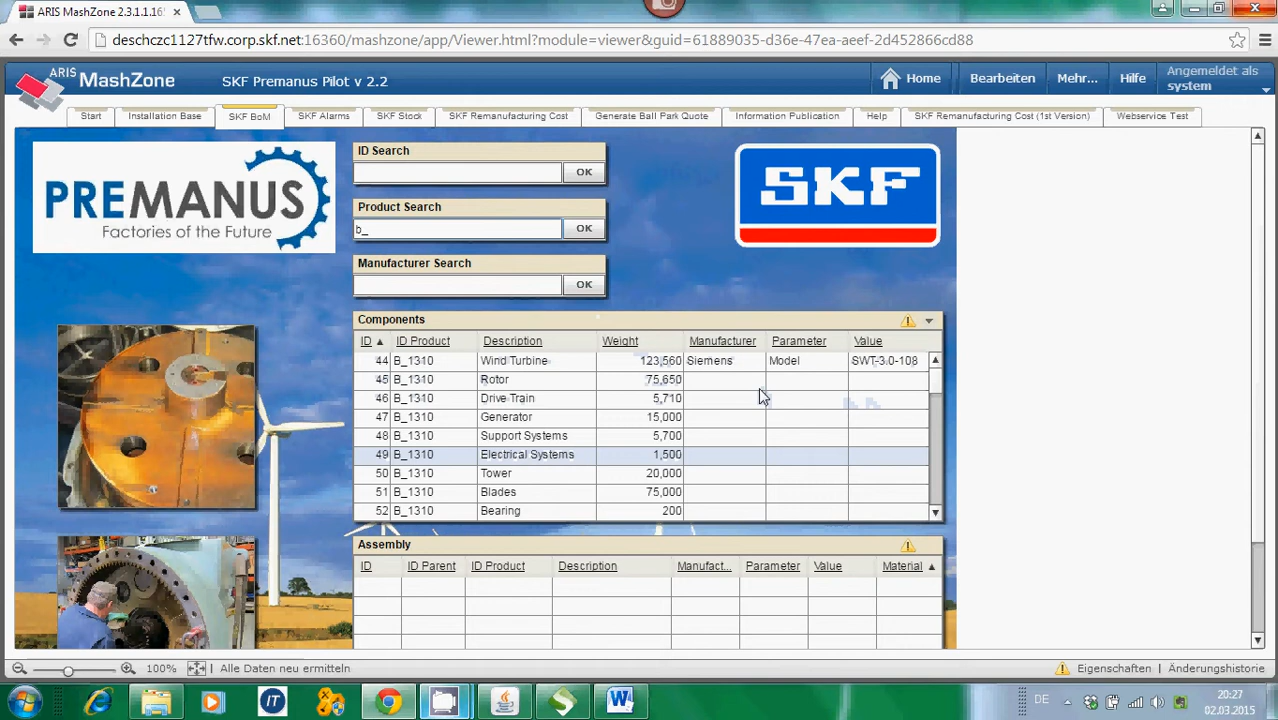 ARIS MashZone 2.3.1.1.16
deschczc1127tfw.corp.skf.net:16360/mashzone/app/Viewer.html?module=viewer&guid=61889035-d36e-47ea-aeef-2d452866cd88
ARIS MashZone SKF Premanus Pilot v 2.2 Home Bearbeiten Mehr... Hilfe Angemeldet als system
Start Installation Base SKF BoM SKF Alarms SKF Stock SKF Remanufacturing Cost Generate Ball Park Quote Information Publication Help SKF Remanufacturing Cost (1st Version) Webservice Test
PREMANUS
Factories of the Future
ID Search
OK
Product Search
b_ OK
Manufacturer Search
OK
SKF
Components
ID Product Description Weight Manufacturer Parameter Value
44 B_1310 Wind Turbine 123,560 Siemens Model SWT-3.0-108
45 B_1310 Rotor 75,650
46 B_1310 Drive Train 5,710
47 B_1310 Generator 15,000
48 B_1310 Support Systems 5,700
49 B_1310 Electrical Systems 1,500
50 B_1310 Tower 20,000
51 B_1310 Blades 75,000
52 B_1310 Bearing 200
Assembly
ID ID Parent ID Product Description Manufact... Parameter Value Material
100% Alle Daten neu ermitteln Eigenschaften Änderungshistorie
IT W DE 20:27
02.03.2015